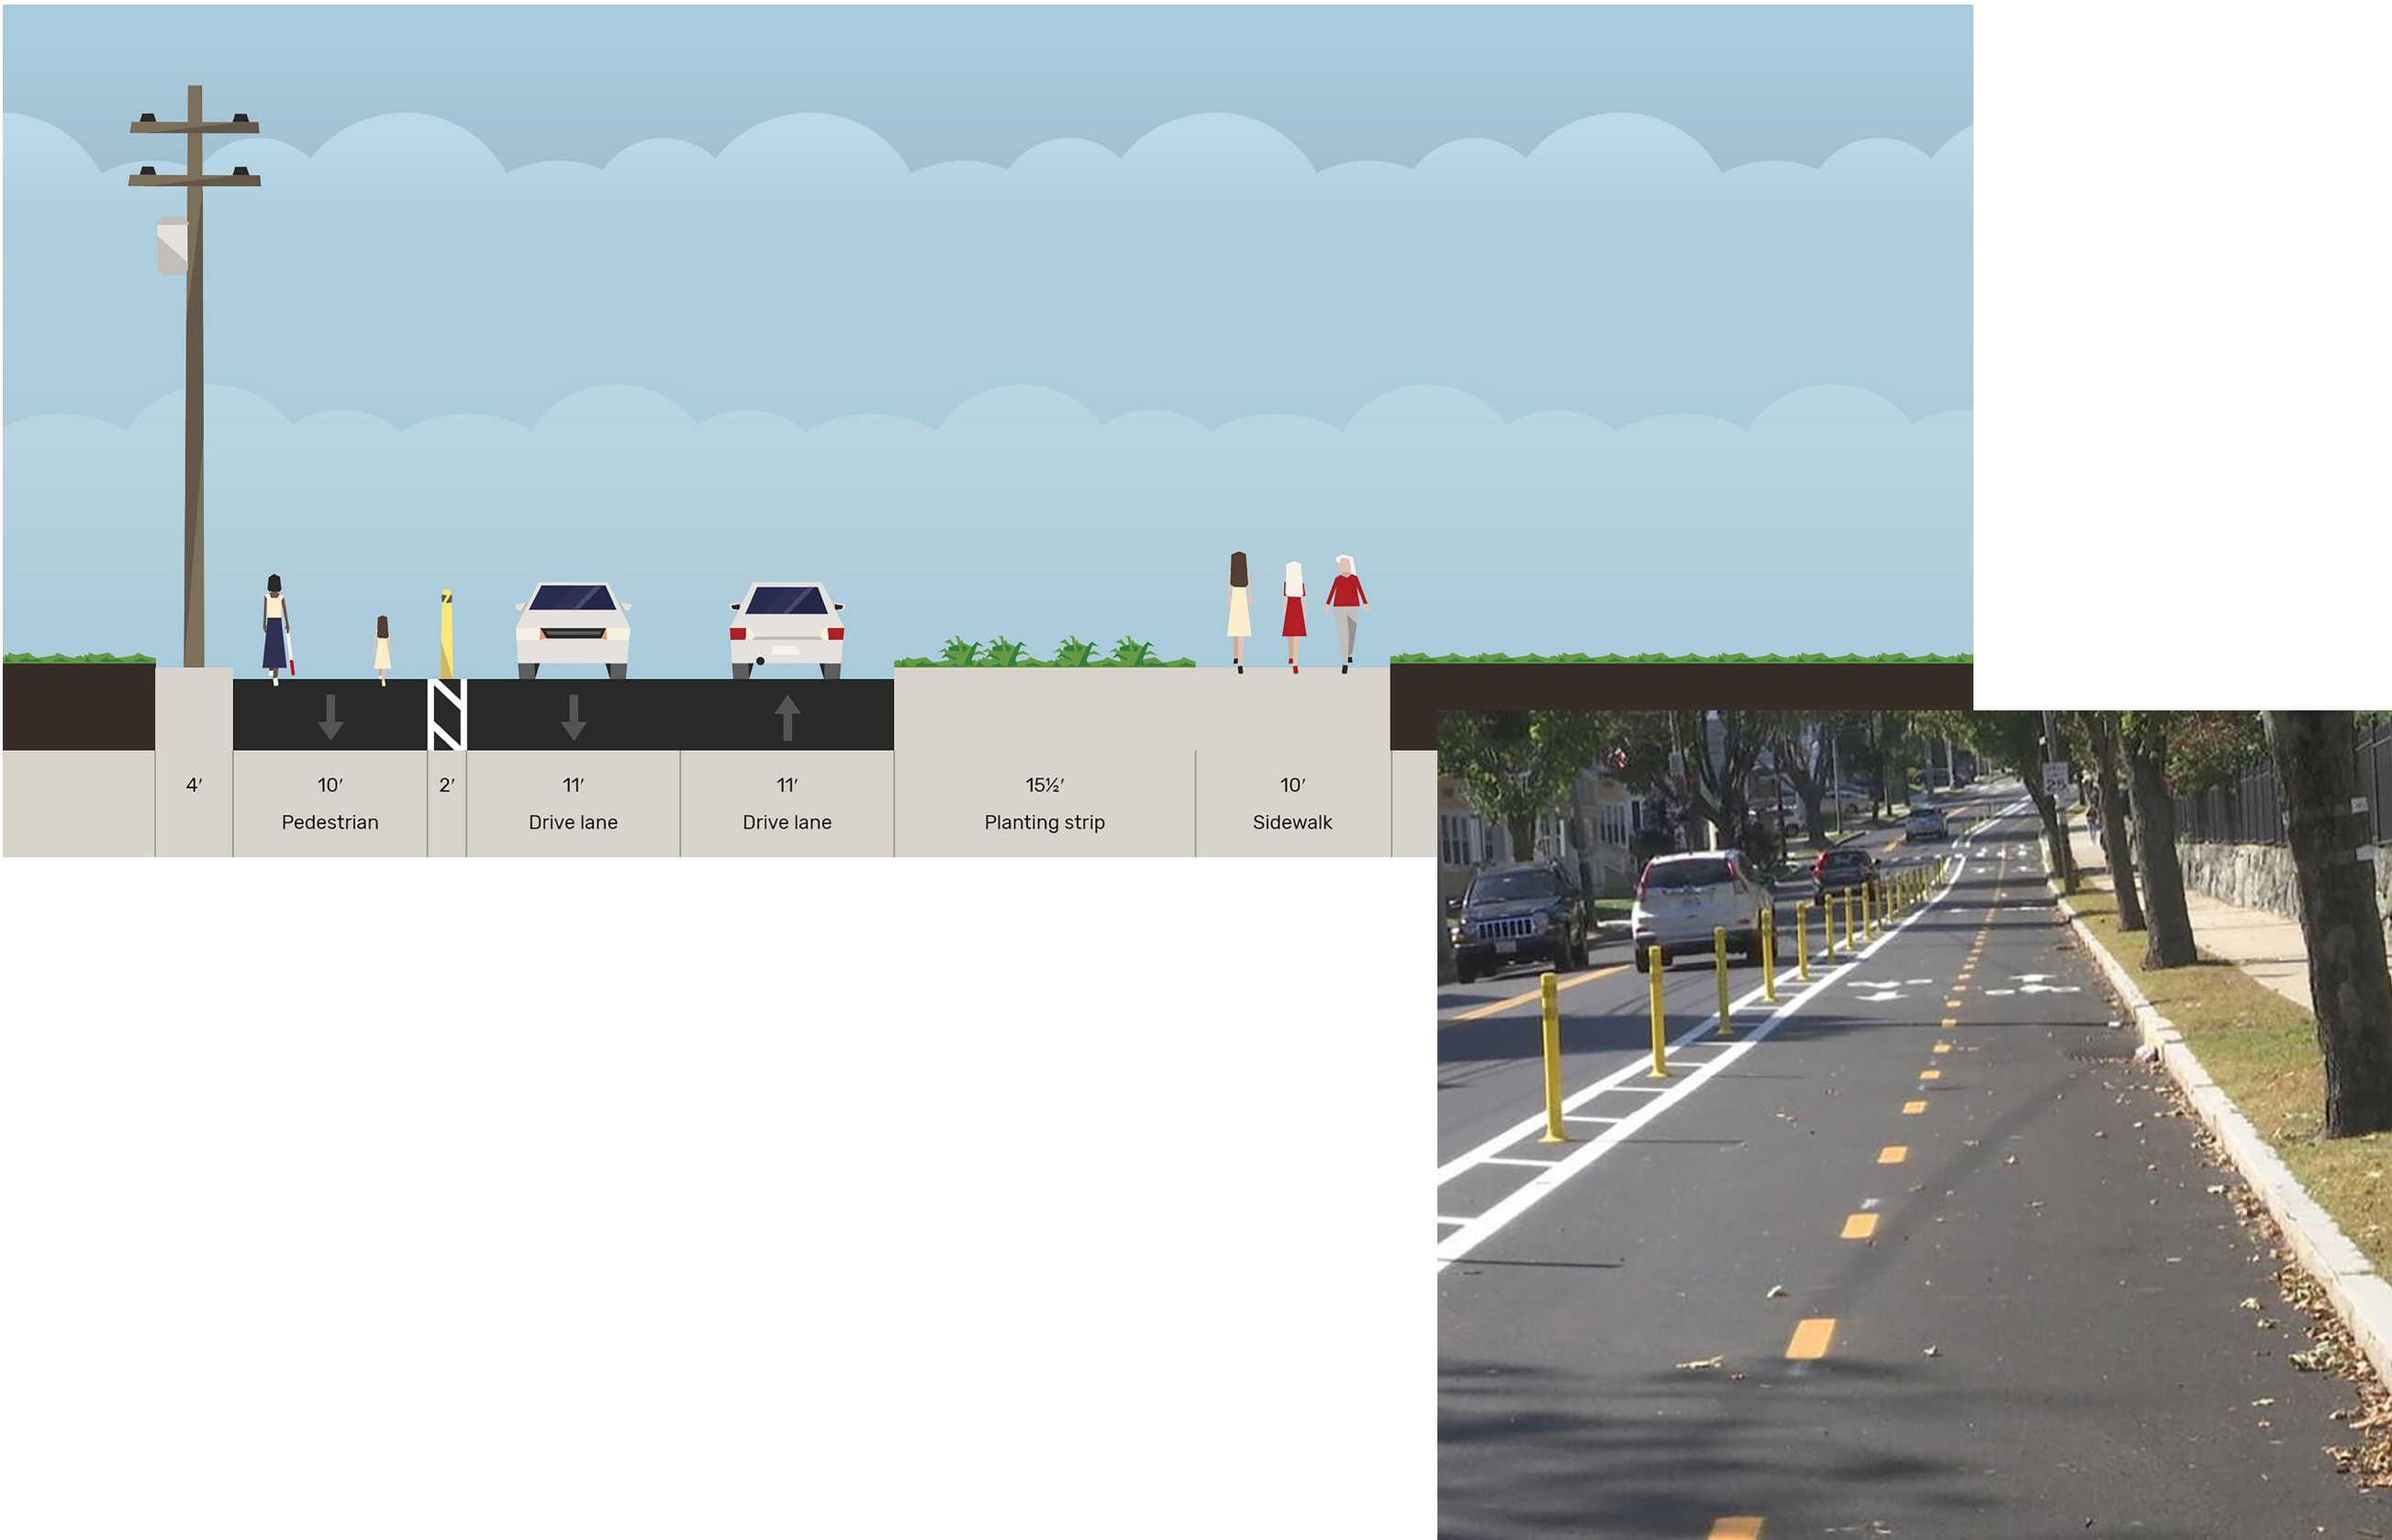 4′ 10′ 2′ 11′ 11′ 15½′ 10′
Pedestrian Drive lane Drive lane Planting strip Sidewalk